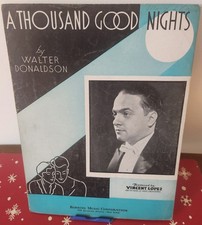 A THOUSAND GOOD NIGHTS
by
WALTER
DONALDSON
VINCENT LOPEZ